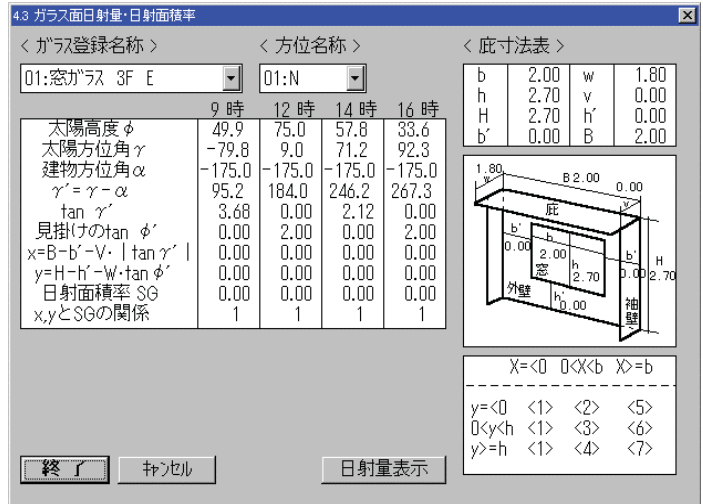 4.3 ガラス面日射量・日射面積率
< ｶﾞﾗｽ登録名称 > < 方位名称 > < 庇寸法表 >
01:窓ｶﾞﾗｽ 3F E 01:N
b 2.00 w 1.80
h 2.70 v 0.00
H 2.70 h′ 0.00
b′ 0.00 B 2.00
9 時 12 時 14 時 16 時
太陽高度φ 49.9 75.0 57.8 33.6
太陽方位角γ -79.8 9.0 71.2 92.3
建物方位角α -175.0 -175.0 -175.0 -175.0
γ′=γ-α 95.2 184.0 246.2 267.3
tan γ′ 3.68 0.00 2.12 0.00
見掛けのtan φ′ 0.00 2.00 0.00 2.00
x=B-b′-V･|tanγ′| 0.00 0.00 0.00 0.00
y=H-h′-W･tanφ′ 0.00 0.00 0.00 0.00
日射面積率 SG 0.00 0.00 0.00 0.00
x,yとSGの関係 1 1 1 1
1.80 B 2.00 0.00
w v
庇
b′ b b′ H
0.00 2.00 0.00 2.70
窓 h 2.70
外壁 h′ 0.00 袖壁
X=<0 0<X<b X>=b
y=<0 <1> <2> <5>
0<y<h <1> <3> <6>
y>=h <1> <4> <7>
終 了 ｷｬﾝｾﾙ 日射量表示